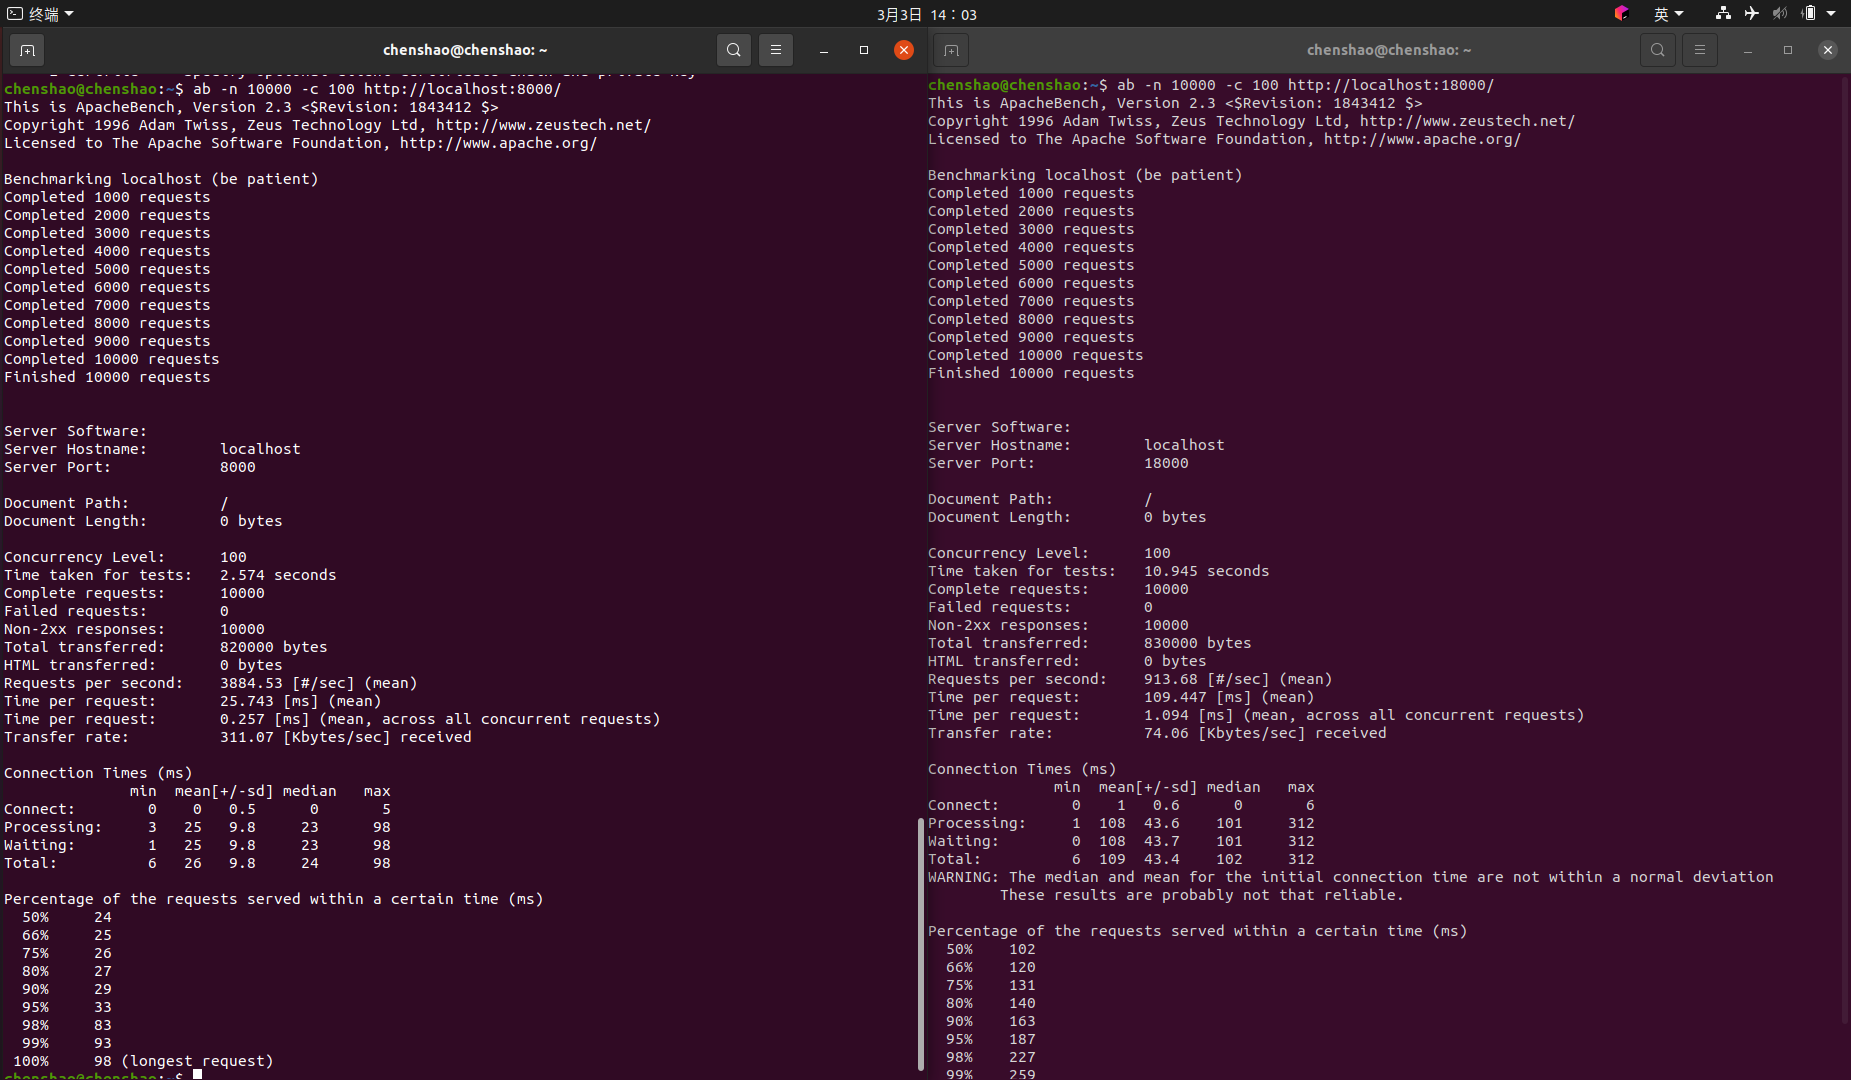 终端
3月3日 14：03
英
chenshao@chenshao: ~
chenshao@chenshao:~$ ab -n 10000 -c 100 http://localhost:8000/
This is ApacheBench, Version 2.3 <$Revision: 1843412 $>
Copyright 1996 Adam Twiss, Zeus Technology Ltd, http://www.zeustech.net/
Licensed to The Apache Software Foundation, http://www.apache.org/
Benchmarking localhost (be patient)
Completed 1000 requests
Completed 2000 requests
Completed 3000 requests
Completed 4000 requests
Completed 5000 requests
Completed 6000 requests
Completed 7000 requests
Completed 8000 requests
Completed 9000 requests
Completed 10000 requests
Finished 10000 requests
Server Software:
Server Hostname: localhost
Server Port: 8000
Document Path: /
Document Length: 0 bytes
Concurrency Level: 100
Time taken for tests: 2.574 seconds
Complete requests: 10000
Failed requests: 0
Non-2xx responses: 10000
Total transferred: 820000 bytes
HTML transferred: 0 bytes
Requests per second: 3884.53 [#/sec] (mean)
Time per request: 25.743 [ms] (mean)
Time per request: 0.257 [ms] (mean, across all concurrent requests)
Transfer rate: 311.07 [Kbytes/sec] received
Connection Times (ms)
min mean[+/-sd] median max
Connect: 0 0 0.5 0 5
Processing: 3 25 9.8 23 98
Waiting: 1 25 9.8 23 98
Total: 6 26 9.8 24 98
Percentage of the requests served within a certain time (ms)
50% 24
66% 25
75% 26
80% 27
90% 29
95% 33
98% 83
99% 93
100% 98 (longest request)
chenshao@chenshao:~$
chenshao@chenshao: ~
chenshao@chenshao:~$ ab -n 10000 -c 100 http://localhost:18000/
This is ApacheBench, Version 2.3 <$Revision: 1843412 $>
Copyright 1996 Adam Twiss, Zeus Technology Ltd, http://www.zeustech.net/
Licensed to The Apache Software Foundation, http://www.apache.org/
Benchmarking localhost (be patient)
Completed 1000 requests
Completed 2000 requests
Completed 3000 requests
Completed 4000 requests
Completed 5000 requests
Completed 6000 requests
Completed 7000 requests
Completed 8000 requests
Completed 9000 requests
Completed 10000 requests
Finished 10000 requests
Server Software:
Server Hostname: localhost
Server Port: 18000
Document Path: /
Document Length: 0 bytes
Concurrency Level: 100
Time taken for tests: 10.945 seconds
Complete requests: 10000
Failed requests: 0
Non-2xx responses: 10000
Total transferred: 830000 bytes
HTML transferred: 0 bytes
Requests per second: 913.68 [#/sec] (mean)
Time per request: 109.447 [ms] (mean)
Time per request: 1.094 [ms] (mean, across all concurrent requests)
Transfer rate: 74.06 [Kbytes/sec] received
Connection Times (ms)
min mean[+/-sd] median max
Connect: 0 1 0.6 0 6
Processing: 1 108 43.6 101 312
Waiting: 0 108 43.7 101 312
Total: 6 109 43.4 102 312
WARNING: The median and mean for the initial connection time are not within a normal deviation
These results are probably not that reliable.
Percentage of the requests served within a certain time (ms)
50% 102
66% 120
75% 131
80% 140
90% 163
95% 187
98% 227
99% 259